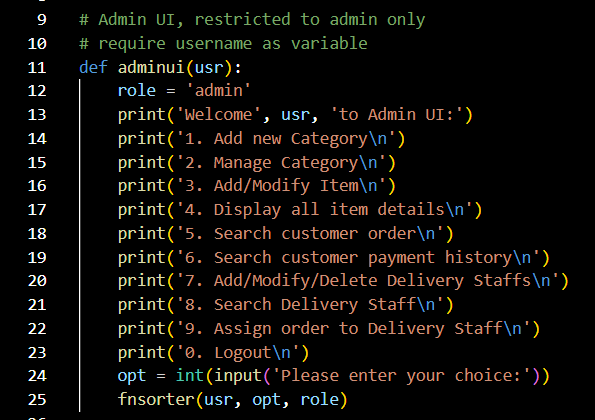 9 # Admin UI, restricted to admin only
10 # require username as variable
11 def adminui(usr):
12     role = 'admin'
13     print('Welcome', usr, 'to Admin UI:')
14     print('1. Add new Category\n')
15     print('2. Manage Category\n')
16     print('3. Add/Modify Item\n')
17     print('4. Display all item details\n')
18     print('5. Search customer order\n')
19     print('6. Search customer payment history\n')
20     print('7. Add/Modify/Delete Delivery Staffs\n')
21     print('8. Search Delivery Staff\n')
22     print('9. Assign order to Delivery Staff\n')
23     print('0. Logout\n')
24     opt = int(input('Please enter your choice:'))
25     fnsorter(usr, opt, role)